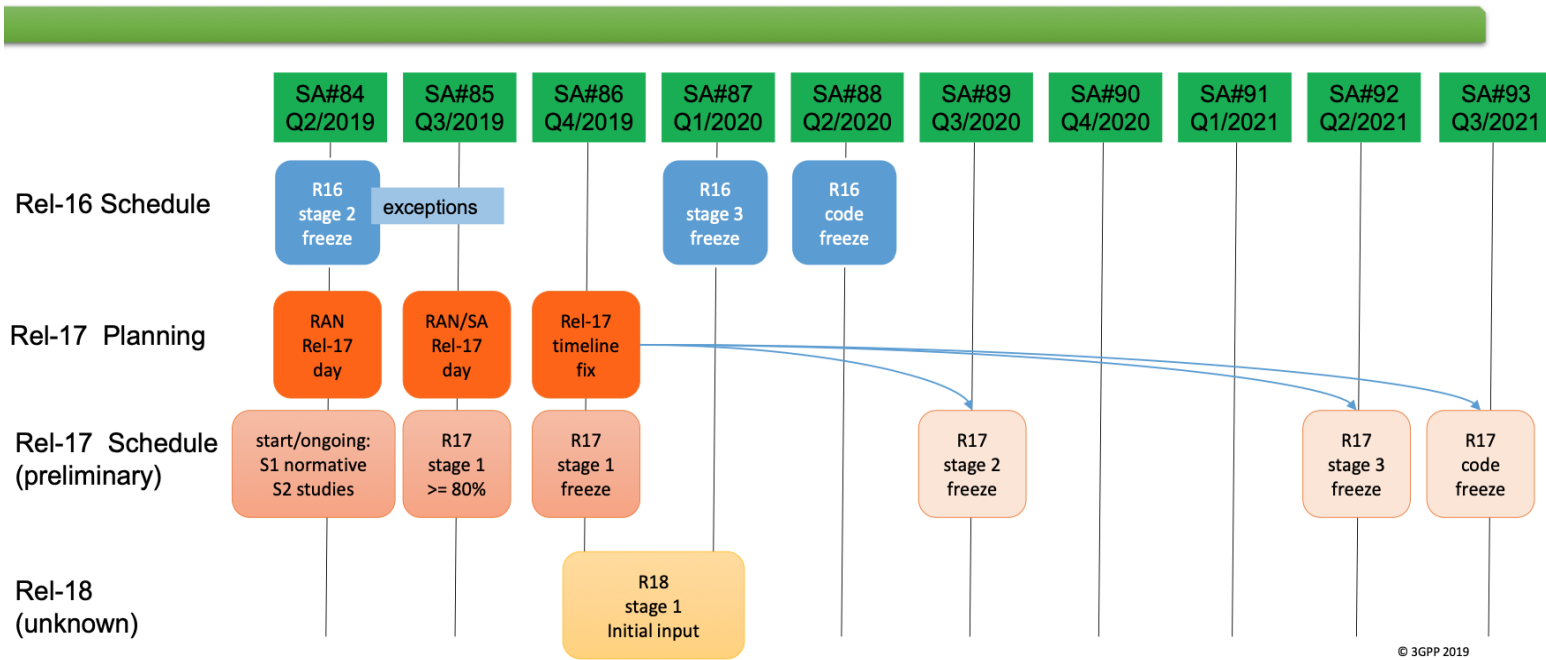 SA#84
Q2/2019
SA#85
Q3/2019
SA#86
Q4/2019
SA#87
Q1/2020
SA#88
Q2/2020
SA#89
Q3/2020
SA#90
Q4/2020
SA#91
Q1/2021
SA#92
Q2/2021
SA#93
Q3/2021
Rel-16 Schedule
R16
stage 2
freeze
exceptions
R16
stage 3
freeze
R16
code
freeze
Rel-17 Planning
RAN
Rel-17
day
RAN/SA
Rel-17
day
Rel-17
timeline
fix
Rel-17 Schedule
(preliminary)
start/ongoing:
S1 normative
S2 studies
R17
stage 1
>= 80%
R17
stage 1
freeze
R17
stage 2
freeze
R17
stage 3
freeze
R17
code
freeze
Rel-18
(unknown)
R18
stage 1
Initial input
© 3GPP 2019